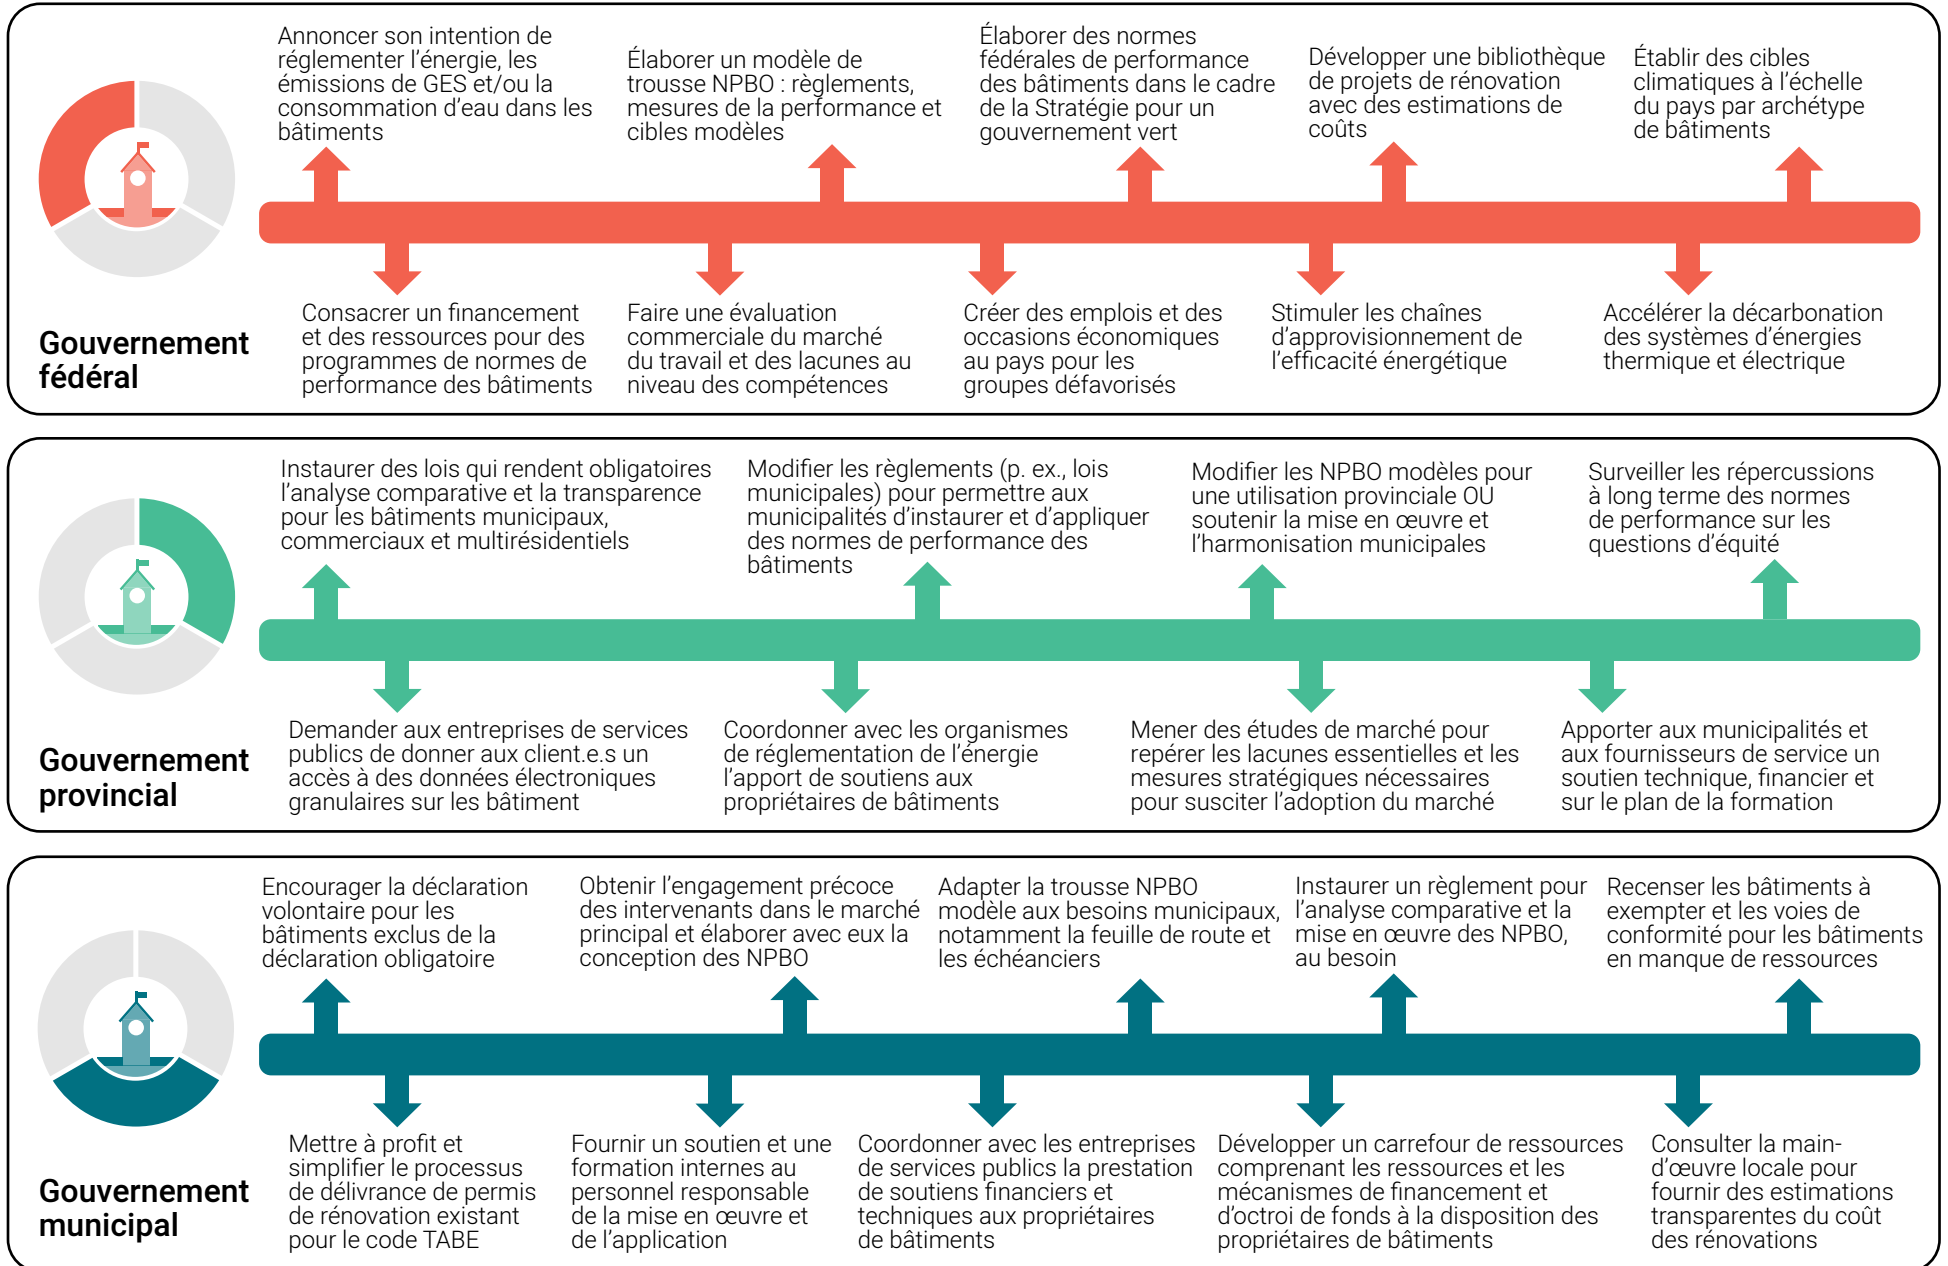 Annoncer son intention de
réglementer l'énergie, les
émissions de GES et/ou la
consommation d'eau dans les
bâtiments
Élaborer un modèle de
trousse NPBO : règlements,
mesures de la performance et
cibles modèles
Élaborer des normes
fédérales de performance
des bâtiments dans le cadre
de la Stratégie pour un
gouvernement vert
Développer une bibliothèque
de projets de rénovation
avec des estimations de
coûts
Établir des cibles
climatiques à l'échelle
du pays par archétype
de bâtiments
Gouvernement
fédéral
Consacrer un financement
et des ressources pour des
programmes de normes de
performance des bâtiments
Faire une évaluation
commerciale du marché
du travail et des lacunes au
niveau des compétences
Créer des emplois et des
occasions économiques
au pays pour les
groupes défavorisés
Stimuler les chaînes
d'approvisionnement de
l'efficacité énergétique
Accélérer la décarbonation
des systèmes d'énergies
thermique et électrique
Instaurer des lois qui rendent obligatoires
l'analyse comparative et la transparence
pour les bâtiments municipaux,
commerciaux et multirésidentiels
Modifier les règlements (p. ex., lois
municipales) pour permettre aux
municipalités d'instaurer et d'appliquer
des normes de performance des
bâtiments
Modifier les NPBO modèles pour
une utilisation provinciale OU
soutenir la mise en œuvre et
l'harmonisation municipales
Surveiller les répercussions
à long terme des normes
de performance sur les
questions d'équité
Gouvernement
provincial
Demander aux entreprises de services
publics de donner aux client.e.s un
accès à des données électroniques
granulaires sur les bâtiment
Coordonner avec les organismes
de réglementation de l'énergie
l'apport de soutiens aux
propriétaires de bâtiments
Mener des études de marché pour
repérer les lacunes essentielles et les
mesures stratégiques nécessaires
pour susciter l'adoption du marché
Apporter aux municipalités et
aux fournisseurs de service un
soutien technique, financier et
sur le plan de la formation
Encourager la déclaration
volontaire pour les
bâtiments exclus de la
déclaration obligatoire
Obtenir l'engagement précoce
des intervenants dans le marché
principal et élaborer avec eux la
conception des NPBO
Adapter la trousse NPBO
modèle aux besoins municipaux,
notamment la feuille de route et
les échéanciers
Instaurer un règlement pour
l'analyse comparative et la
mise en œuvre des NPBO,
au besoin
Recenser les bâtiments à
exempter et les voies de
conformité pour les bâtiments
en manque de ressources
Gouvernement
municipal
Mettre à profit et
simplifier le processus
de délivrance de permis
de rénovation existant
pour le code TABE
Fournir un soutien et une
formation internes au
personnel responsable
de la mise en œuvre et
de l'application
Coordonner avec les entreprises
de services publics la prestation
de soutiens financiers et
techniques aux propriétaires
de bâtiments
Développer un carrefour de ressources
comprenant les ressources et les
mécanismes de financement et
d'octroi de fonds à la disposition des
propriétaires de bâtiments
Consulter la main-
d'œuvre locale pour
fournir des estimations
transparentes du coût
des rénovations